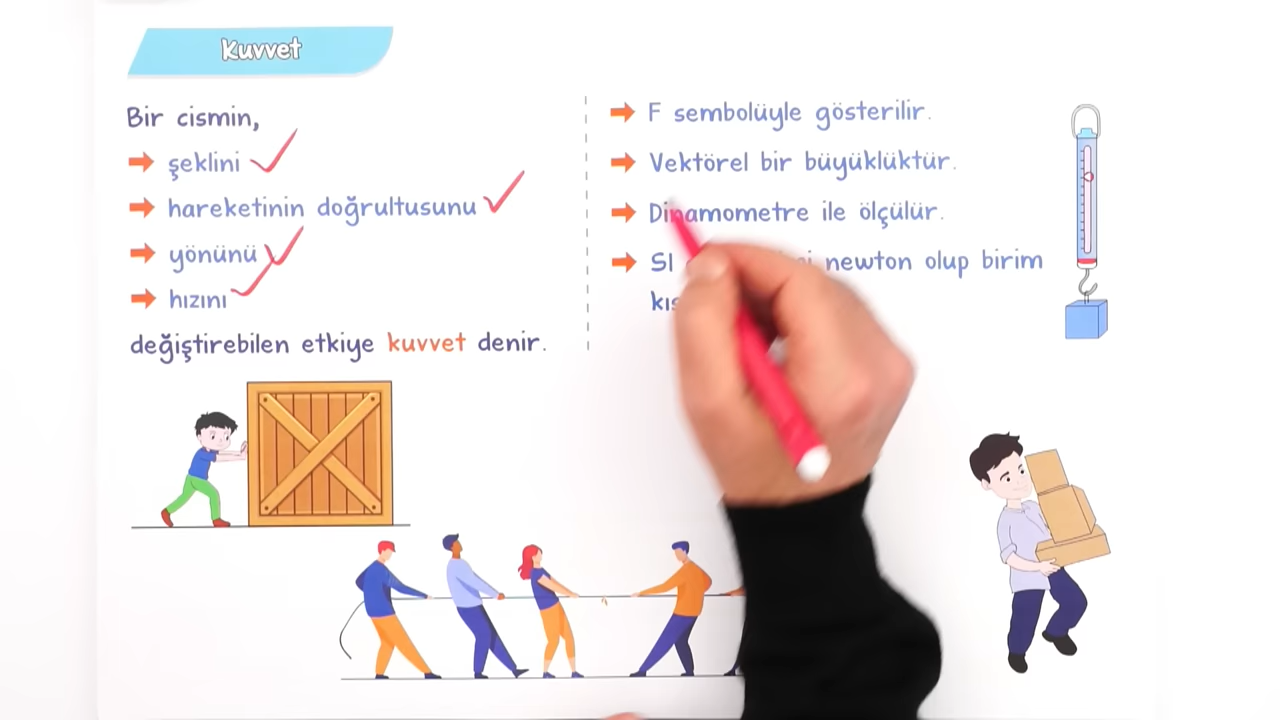 Kuvvet
Bir cismin,
şeklini
hareketinin doğrultusunu
yönünü
hızını
değiştirebilen etkiye kuvvet denir.
F sembolüyle gösterilir.
Vektörel bir büyüklüktür.
Dinamometre ile ölçülür.
SI newton olup birim